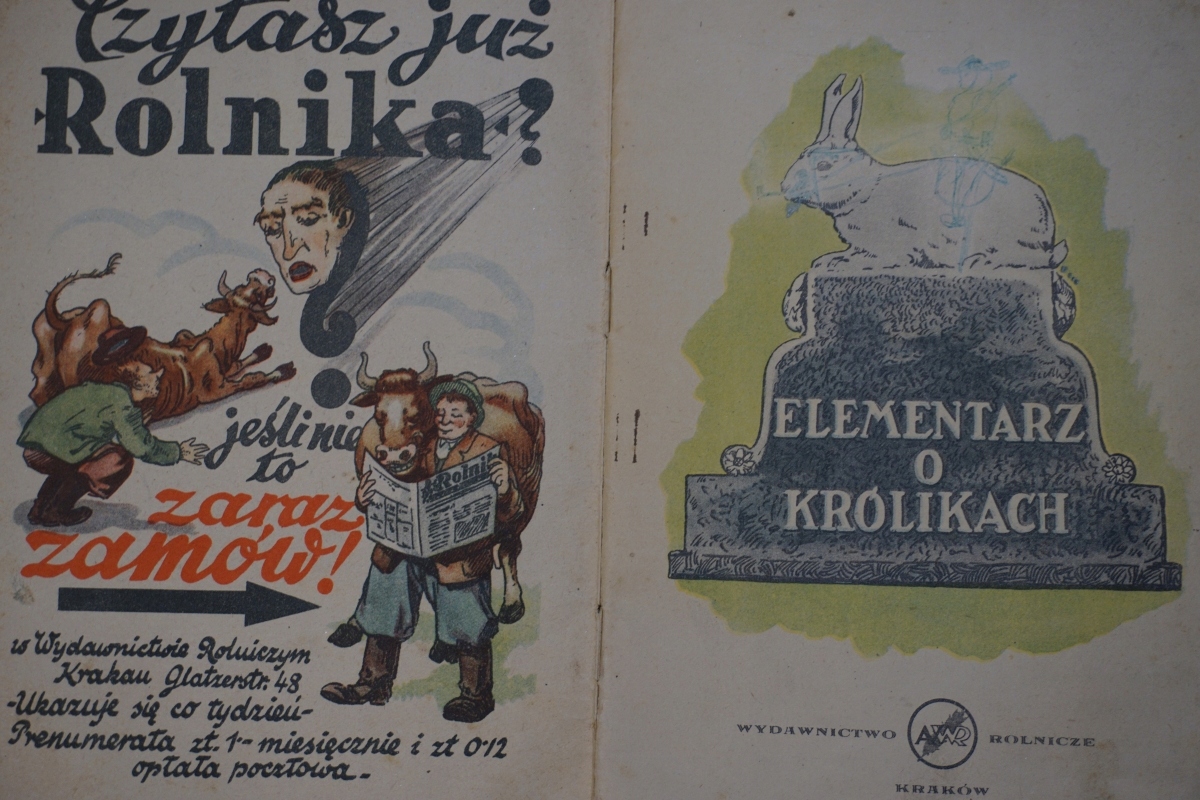 Czytasz już
Rolnika?
jeśli nie
to
zaraz
zamów!
Rolnik
w Wydawnictwie Rolniczym
Krakau Glatzerstr. 48
-Ukazuje się co tydzień-
Prenumerata zł. 1·- miesięcznie i zł 0·12
opłata pocztowa-
ELEMENTARZ
O
KRÓLIKACH
WYDAWNICTWO ROLNICZE
KRAKÓW